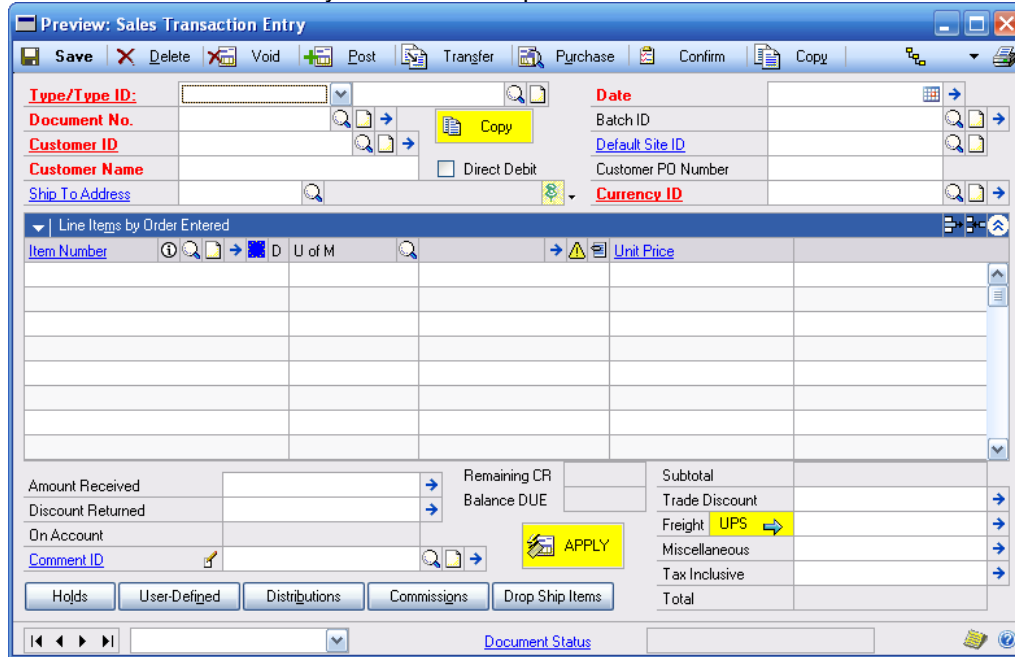 Preview: Sales Transaction Entry
Save Delete Void Post Transfer Purchase Confirm Copy
Type/Type ID:
Date
Document No.
Copy
Batch ID
Customer ID
Default Site ID
Customer Name
Direct Debit
Customer PO Number
Ship To Address
Currency ID
Line Items by Order Entered
Item Number D U of M Unit Price
Amount Received
Remaining CR
Subtotal
Discount Returned
Balance DUE
Trade Discount
On Account
APPLY
Freight UPS
Comment ID
Miscellaneous
Tax Inclusive
Holds User-Defined Distributions Commissions Drop Ship Items
Total
Document Status